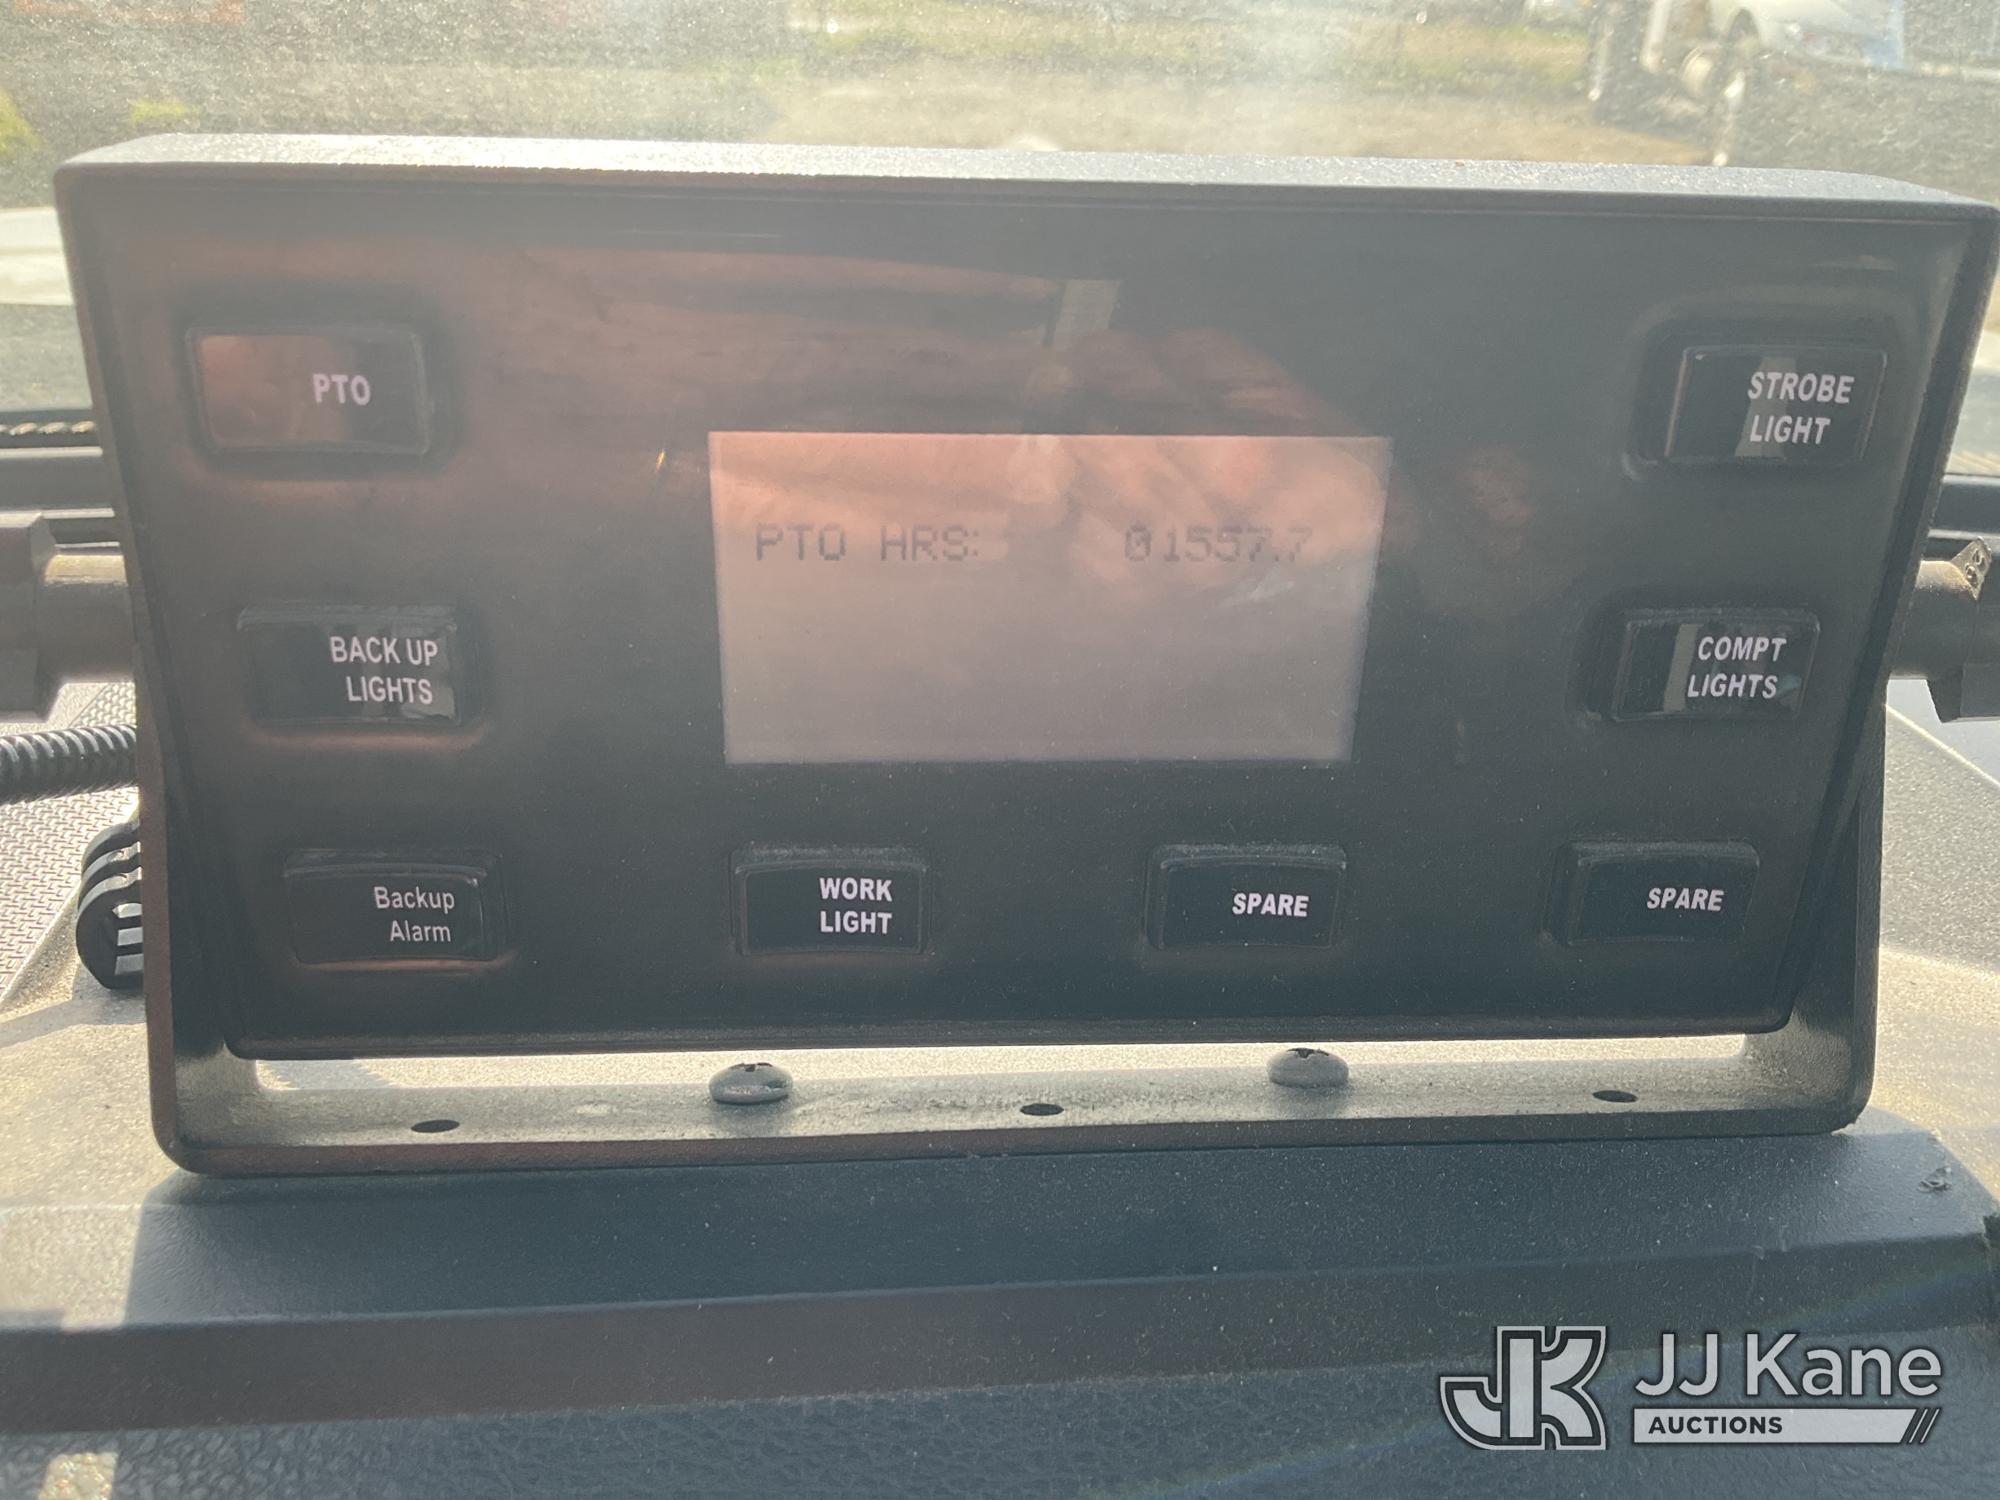 PTO
STROBE
LIGHT
PTO HRS: 01557.7
BACK UP
LIGHTS
COMPT
LIGHTS
Backup
Alarm
WORK
LIGHT
SPARE
SPARE
JK
JJ Kane
AUCTIONS